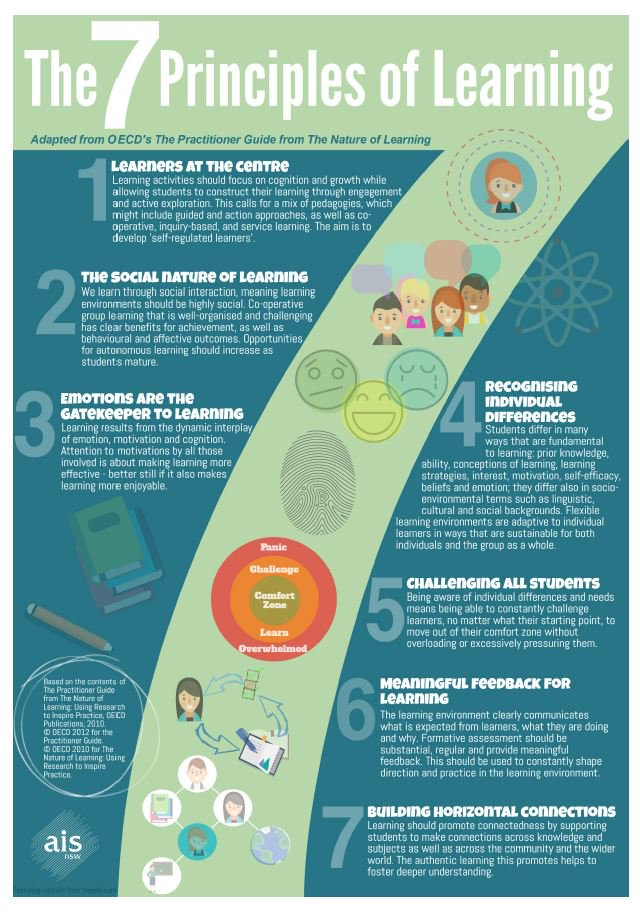 The 7 Principles of Learning
Adapted from OECD's The Practitioner Guide from The Nature of Learning
1 Learners at the Centre
Learning activities should focus on cognition and growth while
allowing students to construct their learning through engagement
and active exploration. This calls for a mix of pedagogies, which
might include guided and action approaches, as well as co-
operative, inquiry-based, and service learning. The aim is to
develop 'self-regulated learners'.
2 The Social Nature of Learning
We learn through social interaction, meaning learning
environments should be highly social. Co-operative
group learning that is well-organised and challenging
has clear benefits for achievement, as well as
behavioural and affective outcomes. Opportunities
for autonomous learning should increase as
students mature.
3 Emotions are the
Gatekeeper to Learning
Learning results from the dynamic interplay
of emotion, motivation and cognition.
Attention to motivations by all those
involved is about making learning more
effective - better still if it also makes
learning more enjoyable.
4 Recognising
Individual
Differences
Students differ in many
ways that are fundamental
to learning: prior knowledge,
ability, conceptions of learning, learning
strategies, interest, motivation, self-efficacy,
beliefs and emotion; they differ also in socio-
environmental terms such as linguistic,
cultural and social backgrounds. Flexible
learning environments are adaptive to individual
learners in ways that are sustainable for both
individuals and the group as a whole.
Panic
Challenge
Comfort
Zone
Learn
Overwhelmed
5 Challenging All Students
Being aware of individual differences and needs
means being able to constantly challenge
learners, no matter what their starting point, to
move out of their comfort zone without
overloading or excessively pressuring them.
6 Meaningful Feedback for
Learning
The learning environment clearly communicates
what is expected from learners, what they are doing
and why. Formative assessment should be
substantial, regular and provide meaningful
feedback. This should be used to constantly shape
direction and practice in the learning environment.
7 Building Horizontal Connections
Learning should promote connectedness by supporting
students to make connections across knowledge and
subjects as well as across the community and the wider
world. The authentic learning this promotes helps to
foster deeper understanding.
Based on the contents of
The Practitioner Guide
from The Nature of
Learning: Using Research
to Inspire Practice, OECD
Publications, 2010.
© OECD 2012 for the
Practitioner Guide.
© OECD 2010 for The
Nature of Learning: Using
Research to Inspire
Practice.
ais
nsw
Featuring content from freepik.com